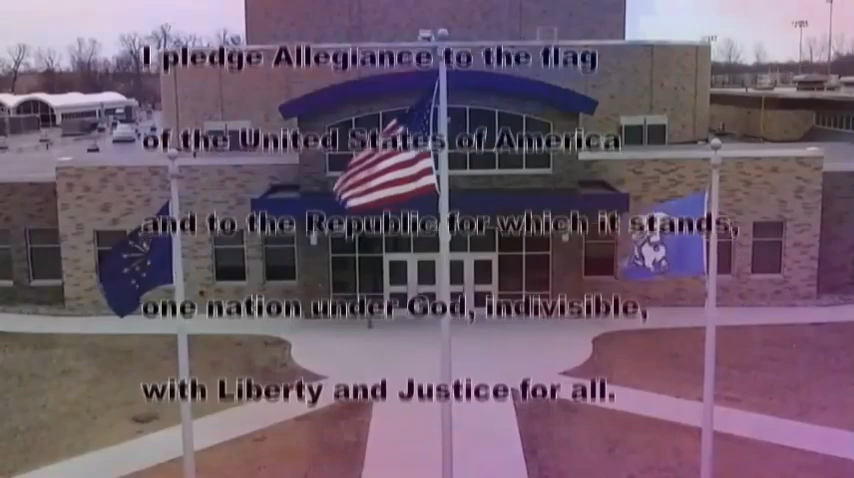 I pledge Allegiance to the flag
of the United States of America
and to the Republic for which it stands,
one nation under God, indivisible,
with Liberty and Justice for all.